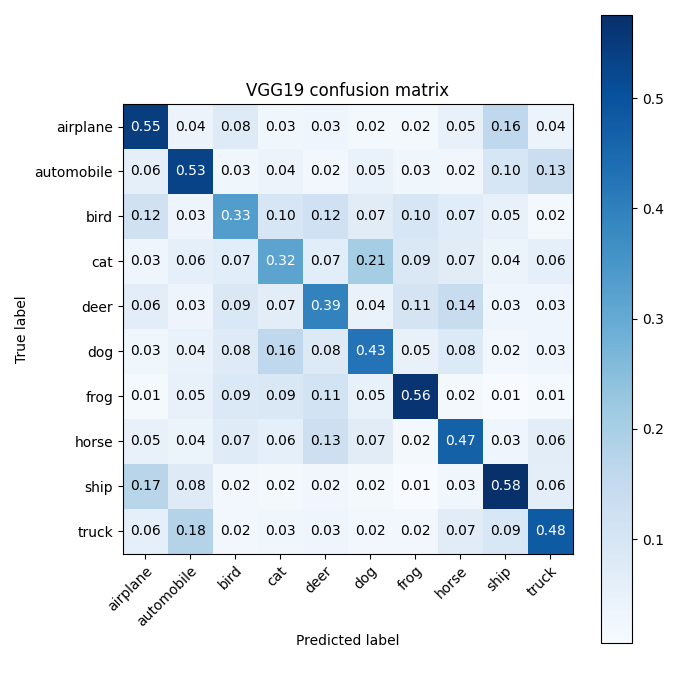 VGG19 confusion matrix
airplane 0.55 0.04 0.08 0.03 0.03 0.02 0.02 0.05 0.16 0.04
automobile 0.06 0.53 0.03 0.04 0.02 0.05 0.03 0.02 0.10 0.13
bird 0.12 0.03 0.33 0.10 0.12 0.07 0.10 0.07 0.05 0.02
cat 0.03 0.06 0.07 0.32 0.07 0.21 0.09 0.07 0.04 0.06
deer 0.06 0.03 0.09 0.07 0.39 0.04 0.11 0.14 0.03 0.03
dog 0.03 0.04 0.08 0.16 0.08 0.43 0.05 0.08 0.02 0.03
frog 0.01 0.05 0.09 0.09 0.11 0.05 0.56 0.02 0.01 0.01
horse 0.05 0.04 0.07 0.06 0.13 0.07 0.02 0.47 0.03 0.06
ship 0.17 0.08 0.02 0.02 0.02 0.02 0.01 0.03 0.58 0.06
truck 0.06 0.18 0.02 0.03 0.03 0.02 0.02 0.07 0.09 0.48
airplane automobile bird cat deer dog frog horse ship truck
Predicted label
True label
0.5
0.4
0.3
0.2
0.1